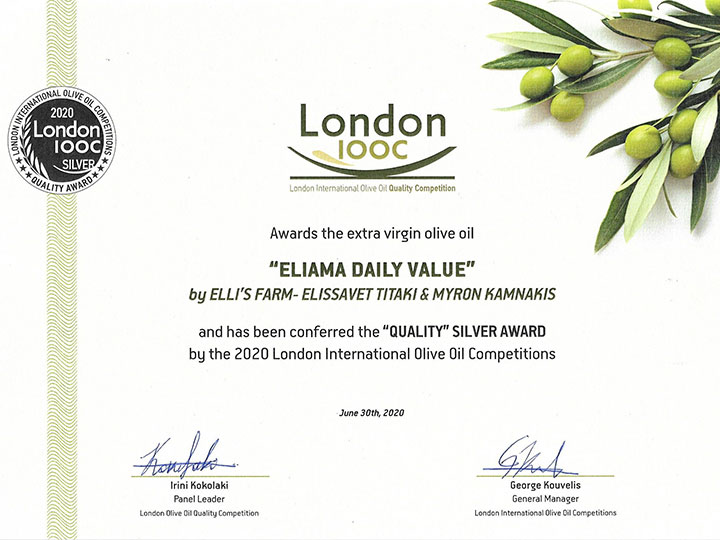 LONDON INTERNATIONAL OLIVE OIL COMPETITIONS
2020
London
IOOC
SILVER
QUALITY AWARD
London
IOOC
London International Olive Oil Quality Competition
Awards the extra virgin olive oil
“ELIAMA DAILY VALUE”
by ELLI’S FARM- ELISSAVET TITAKI & MYRON KAMNAKIS
and has been conferred the “QUALITY” SILVER AWARD
by the 2020 London International Olive Oil Competitions
June 30th, 2020
Irini Kokolaki
Panel Leader
London Olive Oil Quality Competition
George Kouvelis
General Manager
London International Olive Oil Competitions